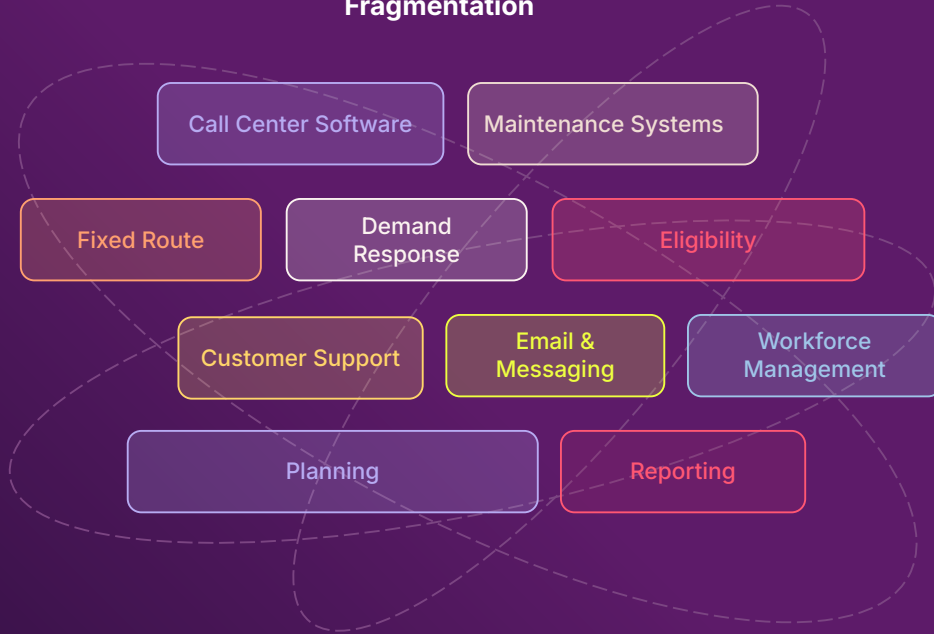 Fragmentation
Call Center Software
Maintenance Systems
Fixed Route
Demand
Response
Eligibility
Customer Support
Email &
Messaging
Workforce
Management
Planning
Reporting